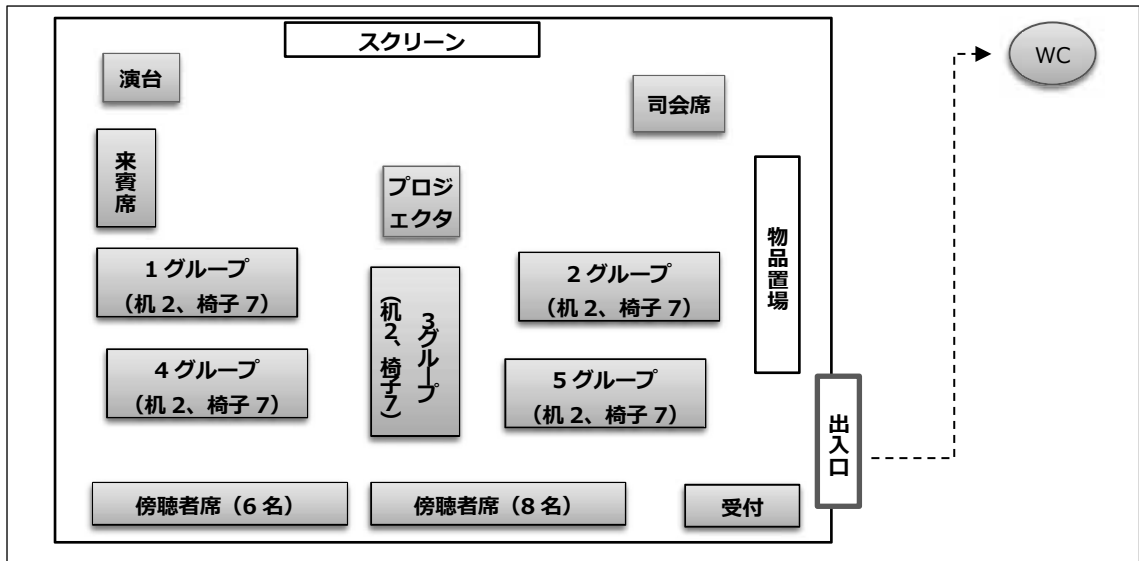 スクリーン
WC
演台
司会席
来賓席
プロジ
ェクタ
物品置場
1グループ
（机2、椅子7）
2グループ
（机2、椅子7）
3グループ
（机2、椅子7）
4グループ
（机2、椅子7）
5グループ
（机2、椅子7）
出入口
傍聴者席（6名）
傍聴者席（8名）
受付